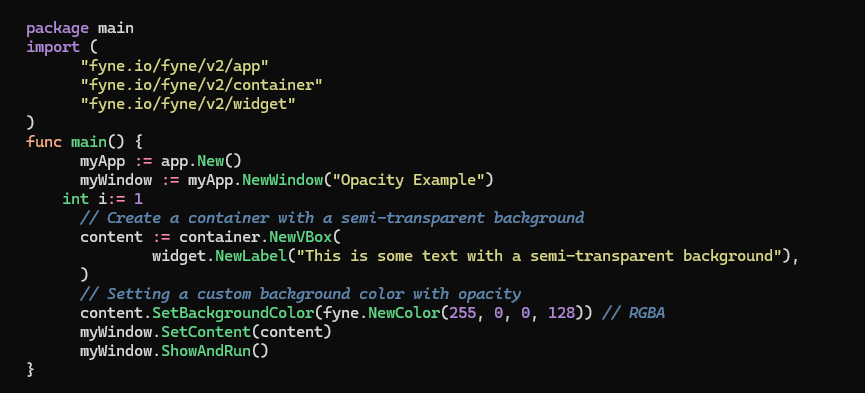 package main
import (
      "fyne.io/fyne/v2/app"
      "fyne.io/fyne/v2/container"
      "fyne.io/fyne/v2/widget"
)
func main() {
      myApp := app.New()
      myWindow := myApp.NewWindow("Opacity Example")
    int i:= 1
      // Create a container with a semi-transparent background
      content := container.NewVBox(
              widget.NewLabel("This is some text with a semi-transparent background"),
      )
      // Setting a custom background color with opacity
      content.SetBackgroundColor(fyne.NewColor(255, 0, 0, 128)) // RGBA
      myWindow.SetContent(content)
      myWindow.ShowAndRun()
}